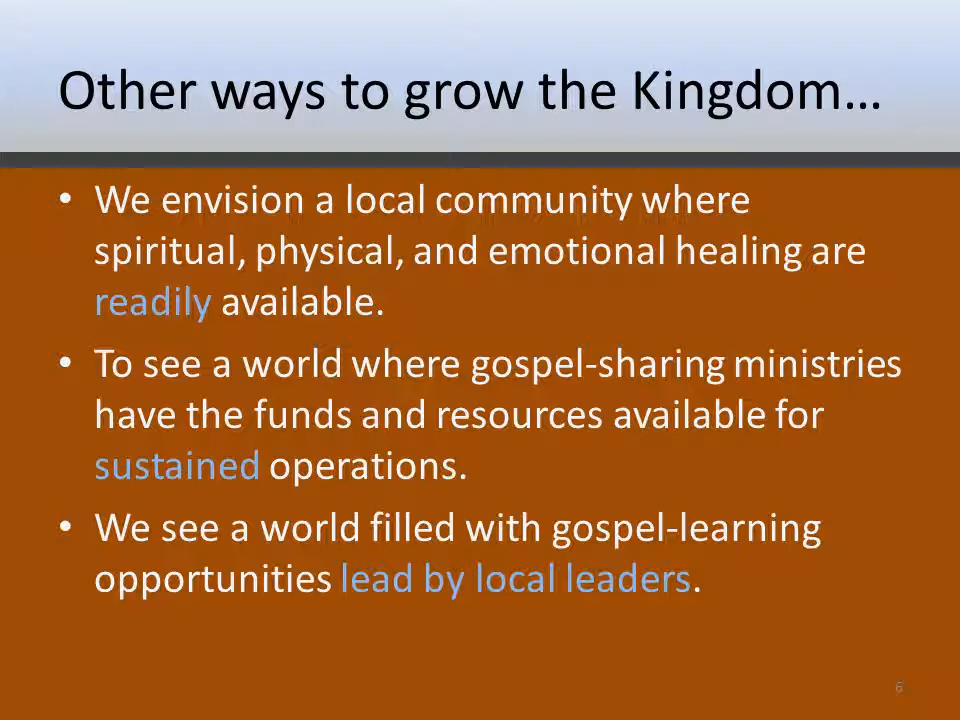 Other ways to grow the Kingdom…
• We envision a local community where
spiritual, physical, and emotional healing are
readily available.
• To see a world where gospel-sharing ministries
have the funds and resources available for
sustained operations.
• We see a world filled with gospel-learning
opportunities lead by local leaders.
6